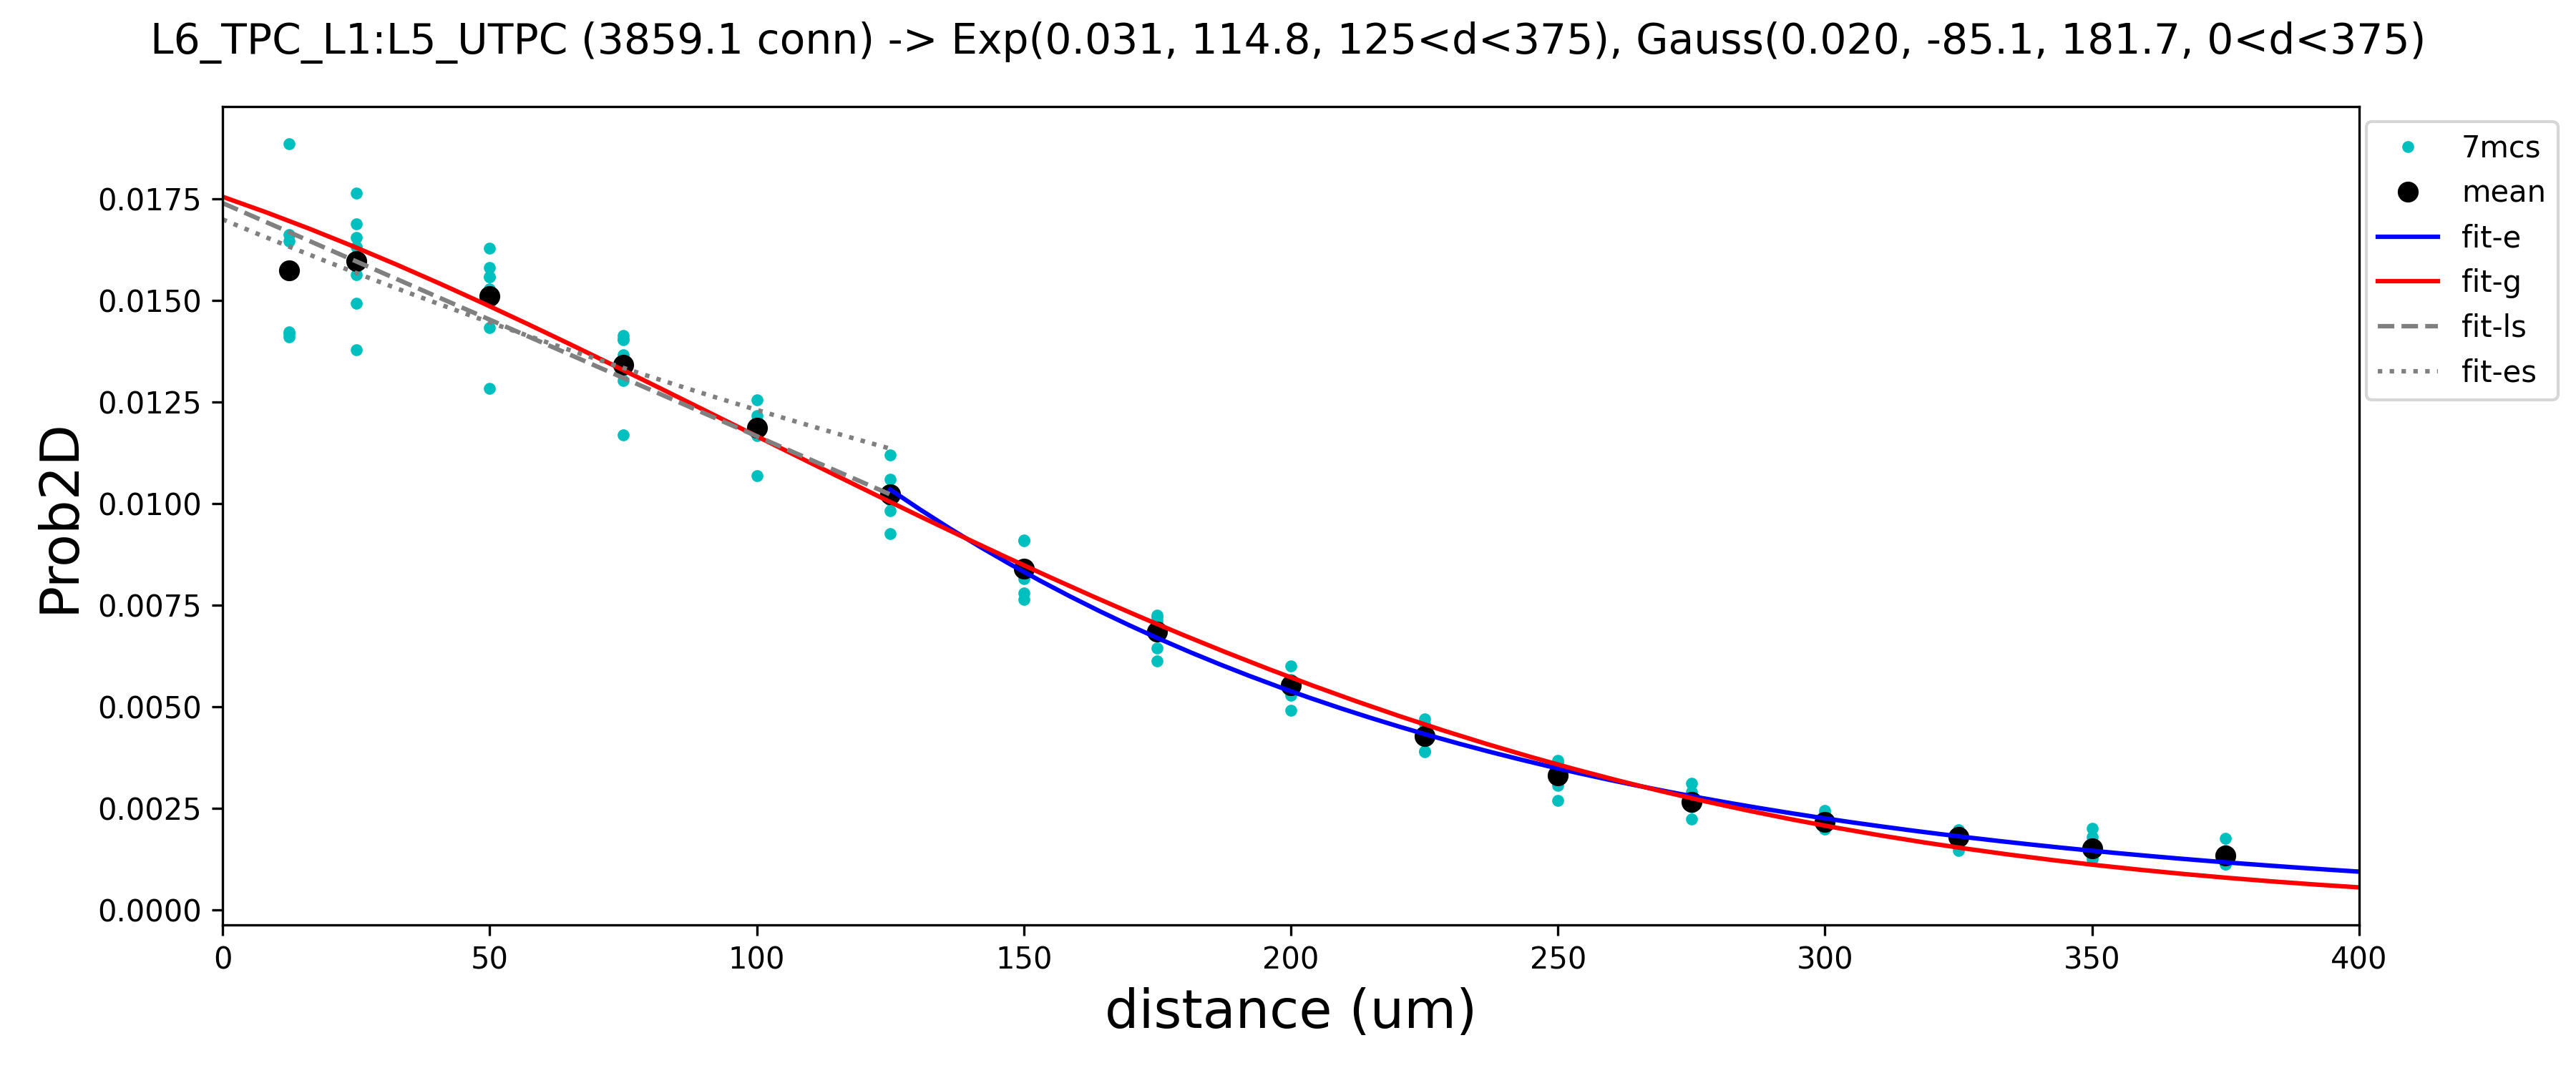 L6_TPC_L1:L5_UTPC (3859.1 conn) -> Exp(0.031, 114.8, 125<d<375), Gauss(0.020, -85.1, 181.7, 0<d<375)
7mcs
mean
fit-e
fit-g
fit-ls
fit-es
Prob2D
0.0175
0.0150
0.0125
0.0100
0.0075
0.0050
0.0025
0.0000
0 50 100 150 200 250 300 350 400
distance (um)